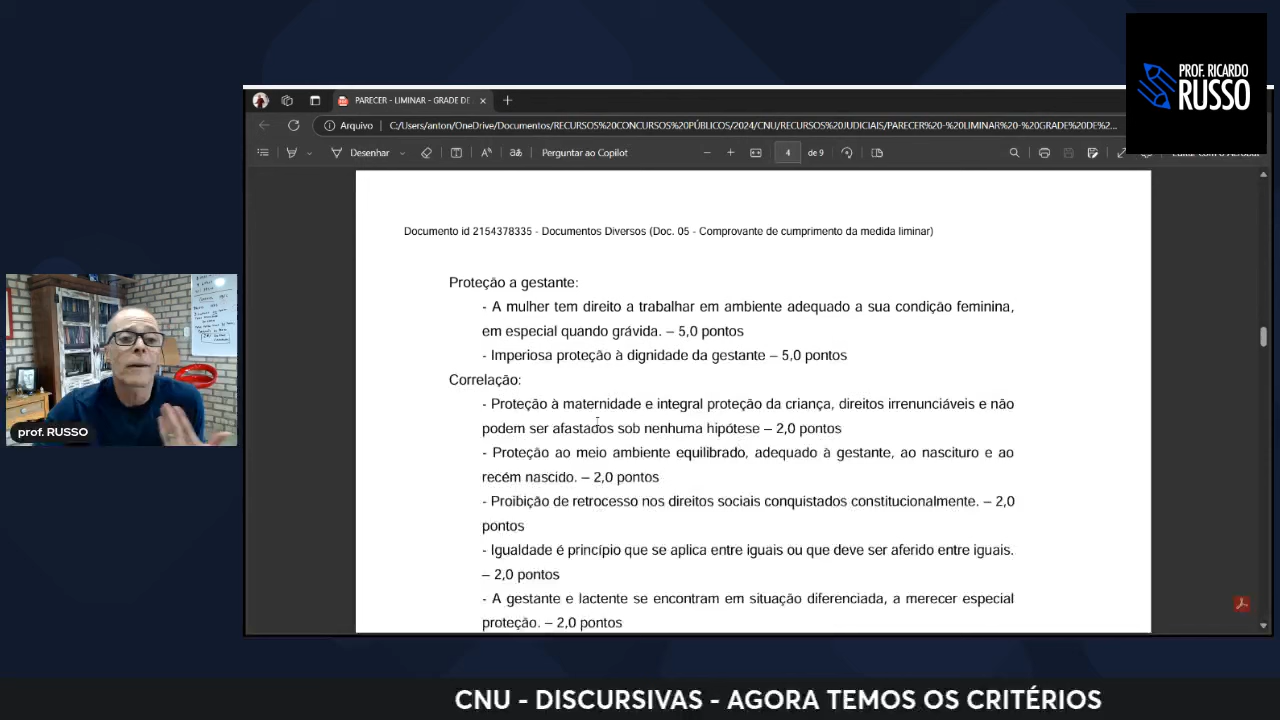 PROF. RICARDO
RUSSO
PARECER - LIMINAR - GRADE DE
Arquivo
C:/Users/anton/OneDrive/Documentos/RECURSOS%20CONCURSOS%20PÚBLICOS/2024/CNU/RECURSOS%20JUDICIAIS/PARECER%20-%20LIMINAR%20-%20GRADE%20DE%2...
Desenhar
Perguntar ao Copilot
4
de 9
Documento id 2154378335 - Documentos Diversos (Doc. 05 - Comprovante de cumprimento da medida liminar)
Proteção a gestante:
- A mulher tem direito a trabalhar em ambiente adequado a sua condição feminina,
em especial quando grávida. – 5,0 pontos
- Imperiosa proteção à dignidade da gestante – 5,0 pontos
Correlação:
- Proteção à maternidade e integral proteção da criança, direitos irrenunciáveis e não
podem ser afastados sob nenhuma hipótese – 2,0 pontos
- Proteção ao meio ambiente equilibrado, adequado à gestante, ao nascituro e ao
recém nascido. – 2,0 pontos
- Proibição de retrocesso nos direitos sociais conquistados constitucionalmente. – 2,0
pontos
- Igualdade é princípio que se aplica entre iguais ou que deve ser aferido entre iguais.
– 2,0 pontos
- A gestante e lactente se encontram em situação diferenciada, a merecer especial
proteção. – 2,0 pontos
prof. RUSSO
CNU - DISCURSIVAS - AGORA TEMOS OS CRITÉRIOS